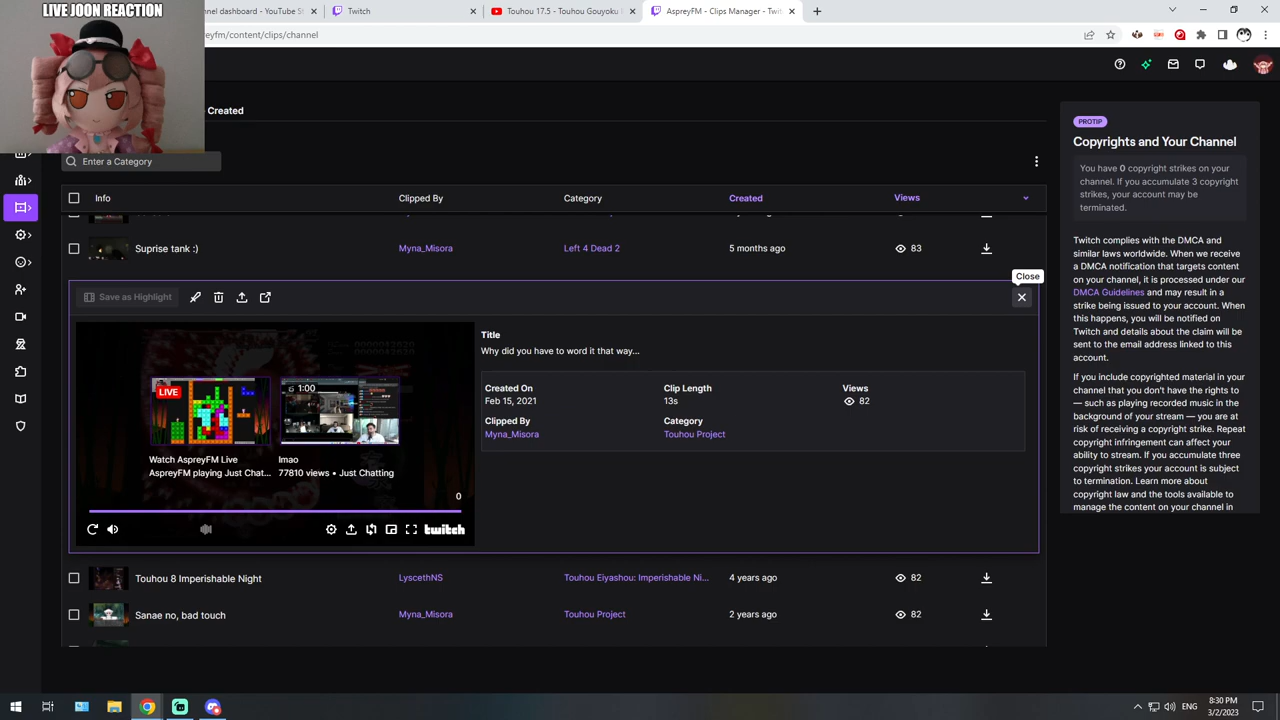 LIVE JOON REACTION
nnel dashboard - YouTube S
Twitch
Touhou 17.5 - Touhou Gouyoku I
AspreyFM - Clips Manager - Twit
eyfm/content/clips/channel
Created
Enter a Category
Info
Clipped By
Category
Created
Views
Suprise tank :)
Myna_Misora
Left 4 Dead 2
5 months ago
83
Close
Save as Highlight
Title
Why did you have to word it that way...
Created On
Clip Length
Views
Feb 15, 2021
13s
82
Clipped By
Category
Myna_Misora
Touhou Project
LIVE
1:00
Watch AspreyFM Live
AspreyFM playing Just Chat...
lmao
77810 views • Just Chatting
0
twitch
Touhou 8 Imperishable Night
LyscethNS
Touhou Eiyashou: Imperishable Ni...
4 years ago
82
Sanae no, bad touch
Myna_Misora
Touhou Project
2 years ago
82
PROTIP
Copyrights and Your Channel
You have 0 copyright strikes on your
channel. If you accumulate 3 copyright
strikes, your account may be
terminated.
Twitch complies with the DMCA and
similar laws worldwide. When we receive
a DMCA notification that targets content
on your channel, it is processed under our
DMCA Guidelines and may result in a
strike being issued to your account. When
this happens, you will be notified on
Twitch and details about the claim will be
sent to the email address linked to this
account.
If you include copyrighted material in your
channel that you don't have the rights to
— such as playing recorded music in the
background of your stream — you are at
risk of receiving a copyright strike. Repeat
copyright infringement can affect your
ability to stream. If you accumulate three
copyright strikes your account is subject
to termination. Learn more about
copyright law and the tools available to
manage the content on your channel in
ENG
8:30 PM
3/2/2023